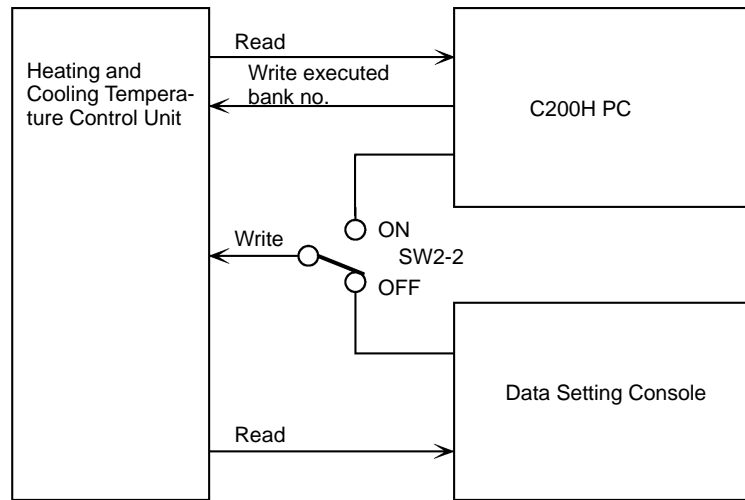 Heating and
Cooling Tempera-
ture Control Unit
Read
Write executed
bank no.
C200H PC
ON
Write
SW2-2
OFF
Data Setting Console
Read